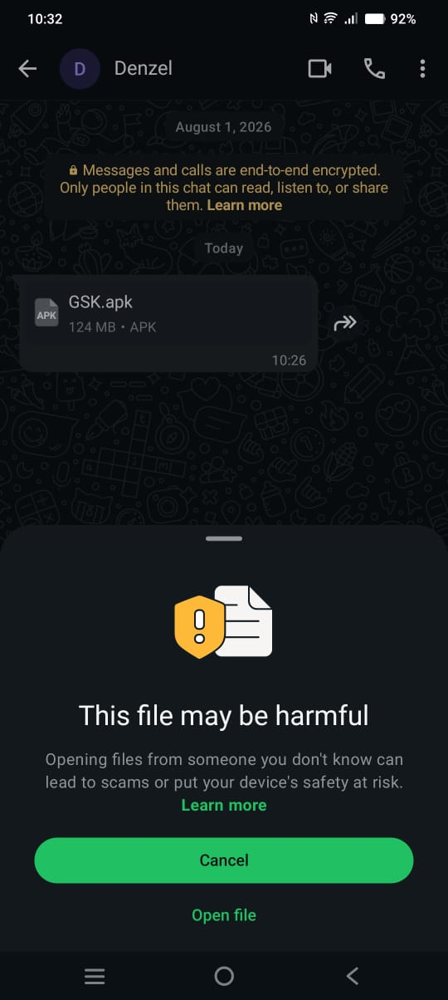 10:32
92%
D
Denzel
August 1, 2026
Messages and calls are end-to-end encrypted.
Only people in this chat can read, listen to, or share
them. Learn more
Today
GSK.apk
APK
124 MB • APK
10:26
This file may be harmful
Opening files from someone you don't know can
lead to scams or put your device's safety at risk.
Learn more
Cancel
Open file